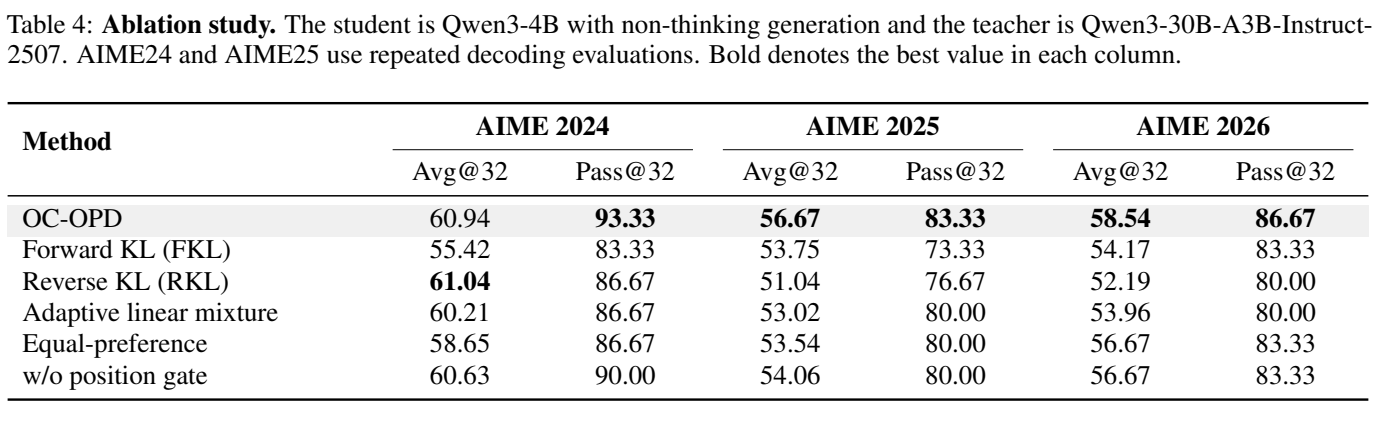 Table 4: Ablation study. The student is Qwen3-4B with non-thinking generation and the teacher is Qwen3-30B-A3B-Instruct-
2507. AIME24 and AIME25 use repeated decoding evaluations. Bold denotes the best value in each column.
Method AIME 2024 AIME 2025 AIME 2026
Avg@32 Pass@32 Avg@32 Pass@32 Avg@32 Pass@32
OC-OPD 60.94 93.33 56.67 83.33 58.54 86.67
Forward KL (FKL) 55.42 83.33 53.75 73.33 54.17 83.33
Reverse KL (RKL) 61.04 86.67 51.04 76.67 52.19 80.00
Adaptive linear mixture 60.21 86.67 53.02 80.00 53.96 80.00
Equal-preference 58.65 86.67 53.54 80.00 56.67 83.33
w/o position gate 60.63 90.00 54.06 80.00 56.67 83.33